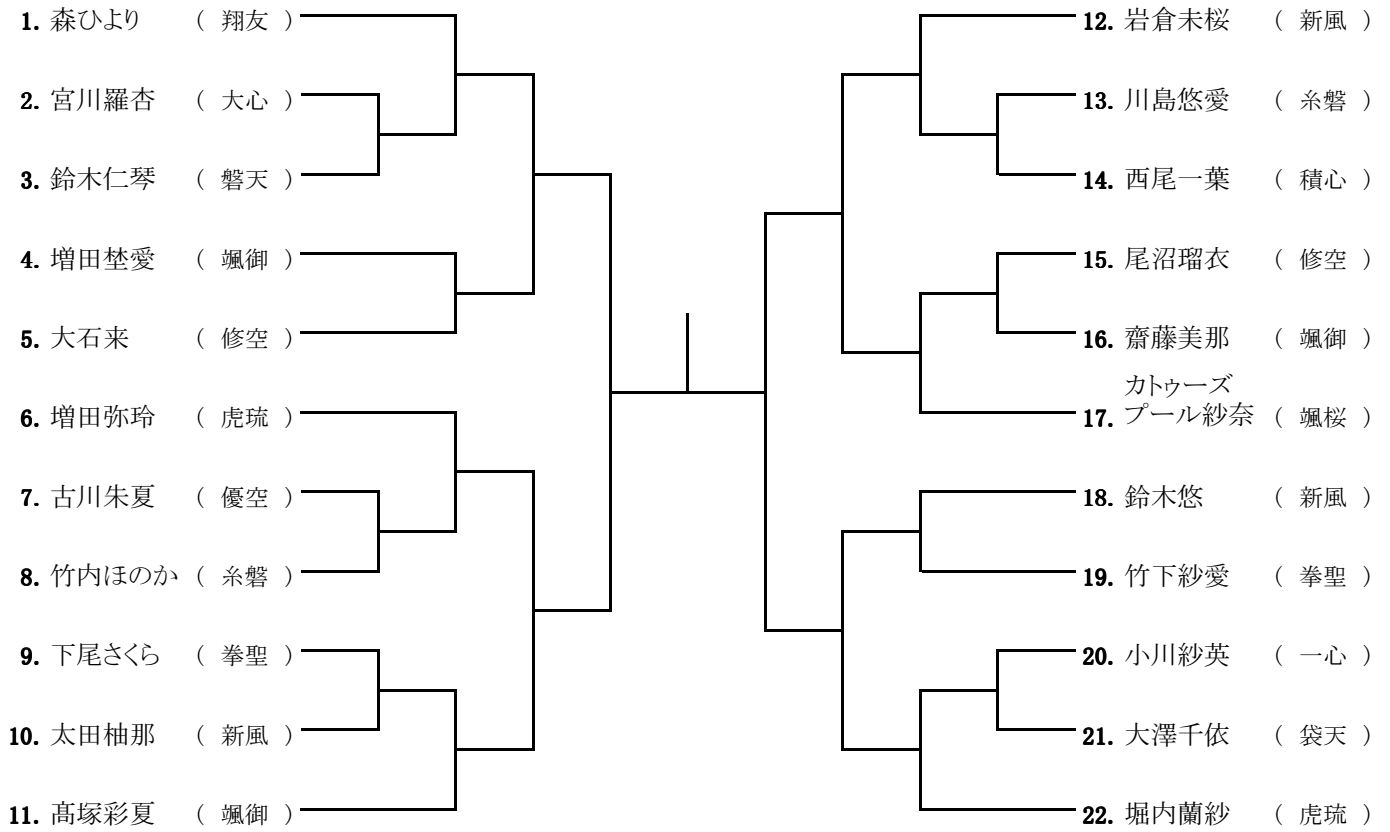 1. 森ひより ( 翔友 )
2. 宮川羅杏 ( 大心 )
3. 鈴木仁琴 ( 磐天 )
4. 増田埜愛 ( 颯御 )
5. 大石来 ( 修空 )
6. 増田弥玲 ( 虎琉 )
7. 古川朱夏 ( 優空 )
8. 竹内ほのか ( 糸磐 )
9. 下尾さくら ( 拳聖 )
10. 太田柚那 ( 新風 )
11. 髙塚彩夏 ( 颯御 )
12. 岩倉未桜 ( 新風 )
13. 川島悠愛 ( 糸磐 )
14. 西尾一葉 ( 積心 )
15. 尾沼瑠衣 ( 修空 )
16. 齋藤美那 ( 颯御 )
カトゥーズ
17. プール紗奈 ( 颯桜 )
18. 鈴木悠 ( 新風 )
19. 竹下紗愛 ( 拳聖 )
20. 小川紗英 ( 一心 )
21. 大澤千依 ( 袋天 )
22. 堀内蘭紗 ( 虎琉 )